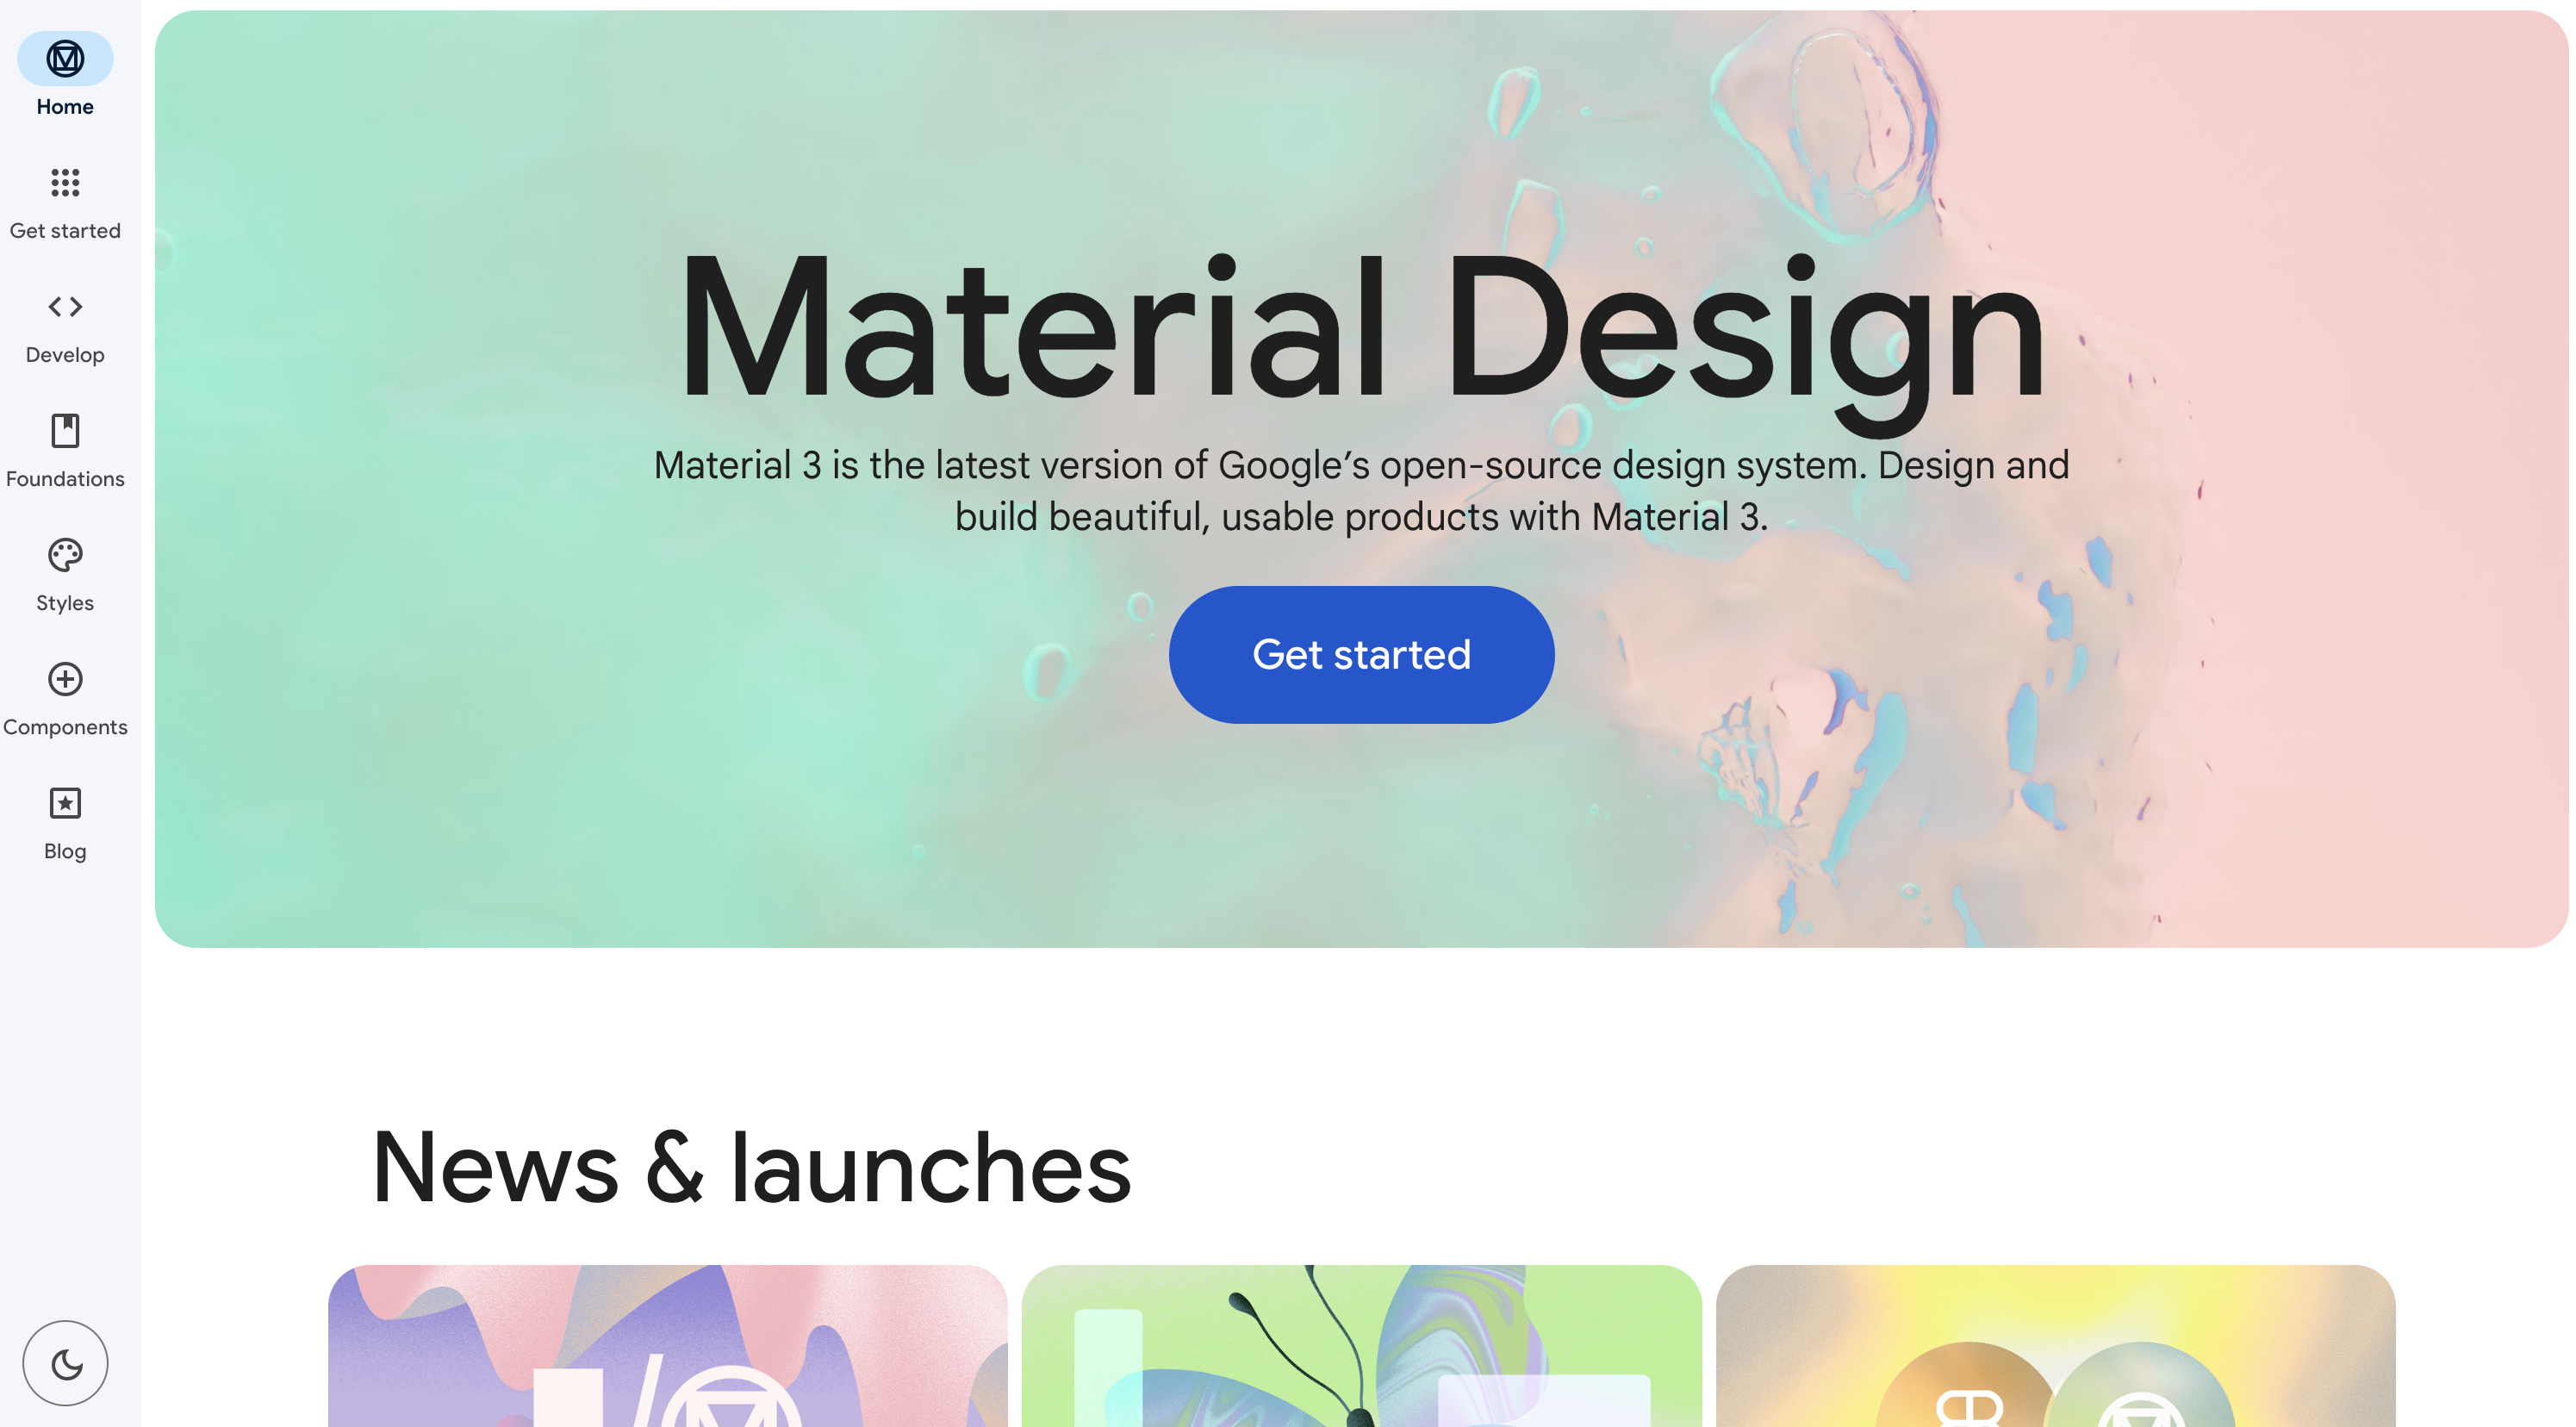 Home
Get started
Develop
Foundations
Styles
Components
Blog
Material Design
Material 3 is the latest version of Google’s open-source design system. Design and
build beautiful, usable products with Material 3.
Get started
News & launches